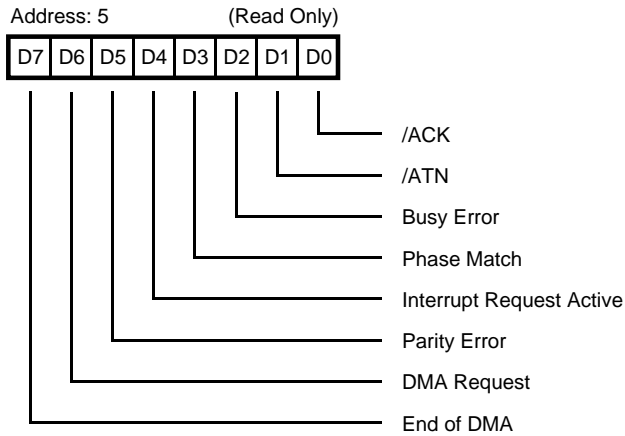 Address: 5 (Read Only)
D7 D6 D5 D4 D3 D2 D1 D0
/ACK
/ATN
Busy Error
Phase Match
Interrupt Request Active
Parity Error
DMA Request
End of DMA